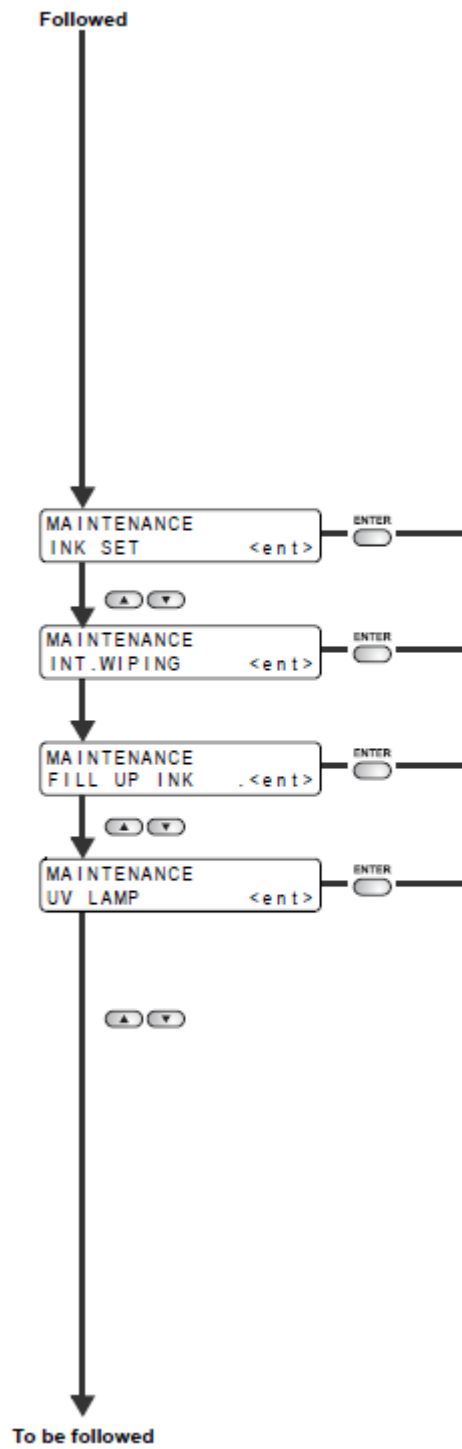 Followed
MAINTENANCE
INK SET <ent>
ENTER
MAINTENANCE
INT.WIPING <ent>
ENTER
MAINTENANCE
FILL UP INK .<ent>
ENTER
MAINTENANCE
UV LAMP <ent>
ENTER
To be followed